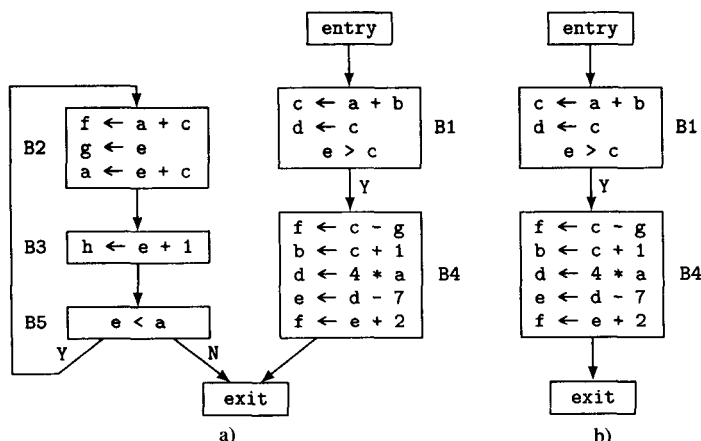 entry
c ← a + b
d ← c
e > c
B1
Y
B2
f ← a + c
g ← e
a ← e + c
B3
h ← e + 1
B5
e < a
Y
N
f ← c - g
b ← c + 1
d ← 4 * a
e ← d - 7
f ← e + 2
B4
exit
a)
entry
c ← a + b
d ← c
e > c
B1
Y
f ← c - g
b ← c + 1
d ← 4 * a
e ← d - 7
f ← e + 2
B4
exit
b)